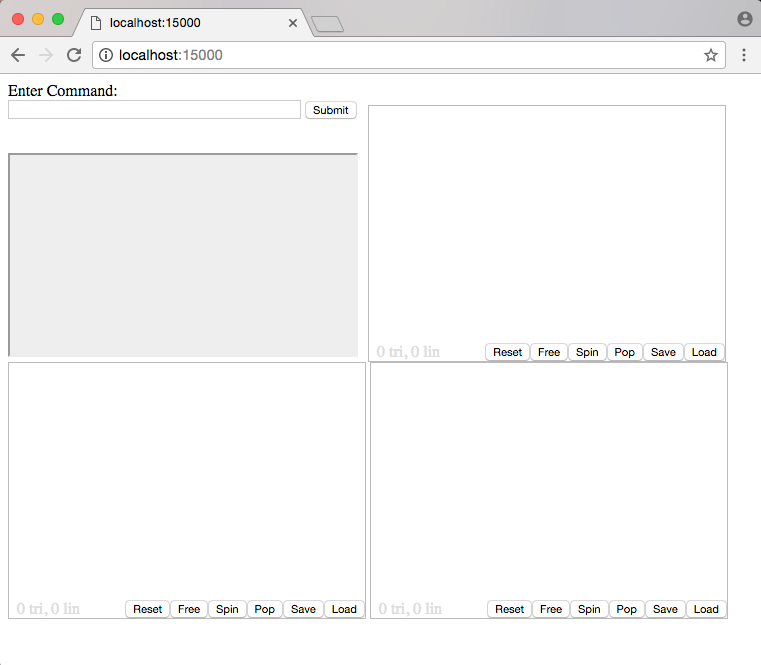 localhost:15000
localhost:15000
Enter Command:
Submit
0 tri, 0 lin Reset Free Spin Pop Save Load
0 tri, 0 lin Reset Free Spin Pop Save Load
0 tri, 0 lin Reset Free Spin Pop Save Load